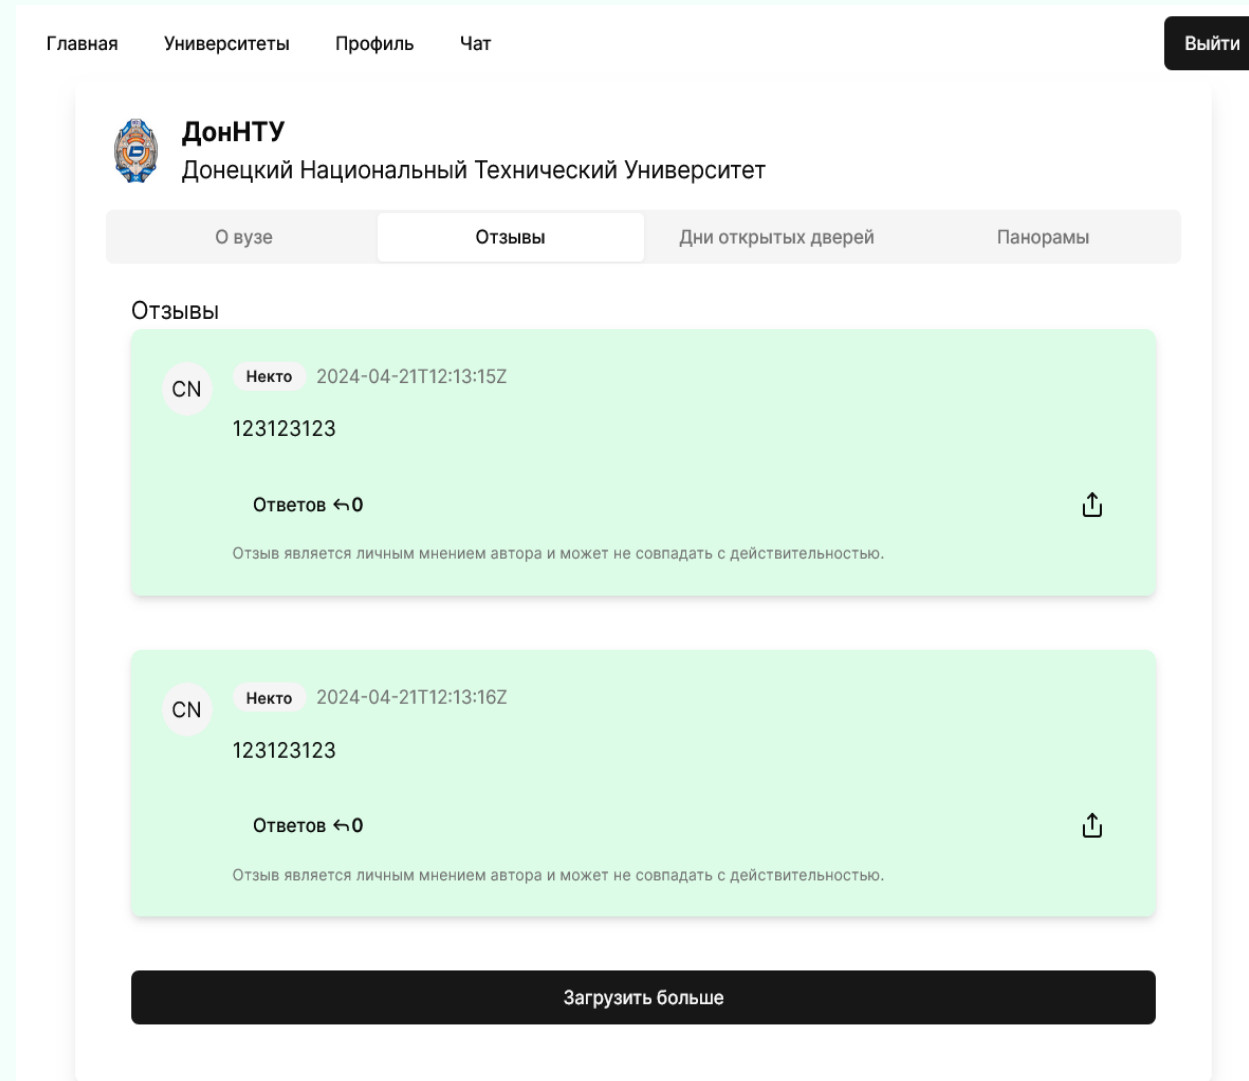 Главная Университеты Профиль Чат Выйти
ДонНТУ
Донецкий Национальный Технический Университет
О вузе Отзывы Дни открытых дверей Панорамы
Отзывы
CN Некто 2024-04-21T12:13:15Z
123123123
Ответов 0
Отзыв является личным мнением автора и может не совпадать с действительностью.
CN Некто 2024-04-21T12:13:16Z
123123123
Ответов 0
Отзыв является личным мнением автора и может не совпадать с действительностью.
Загрузить больше